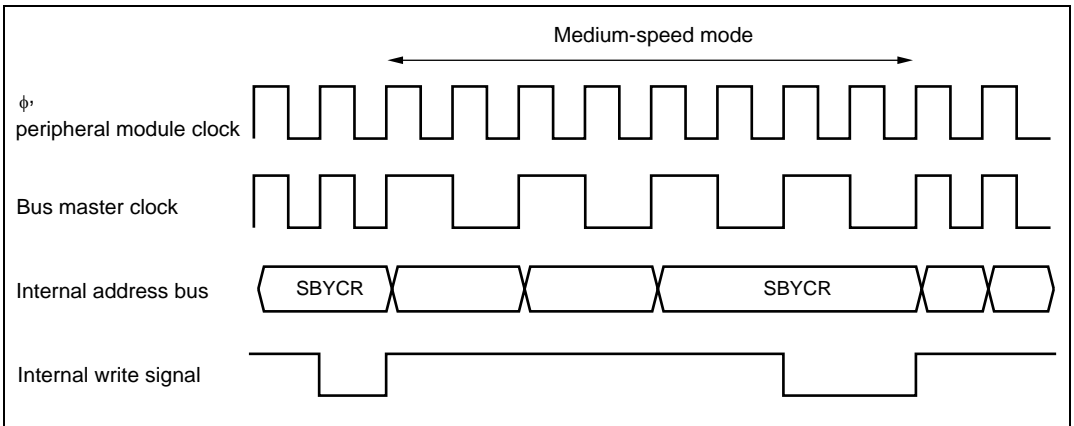 Medium-speed mode
ϕ,
peripheral module clock
Bus master clock
Internal address bus
SBYCR
SBYCR
Internal write signal